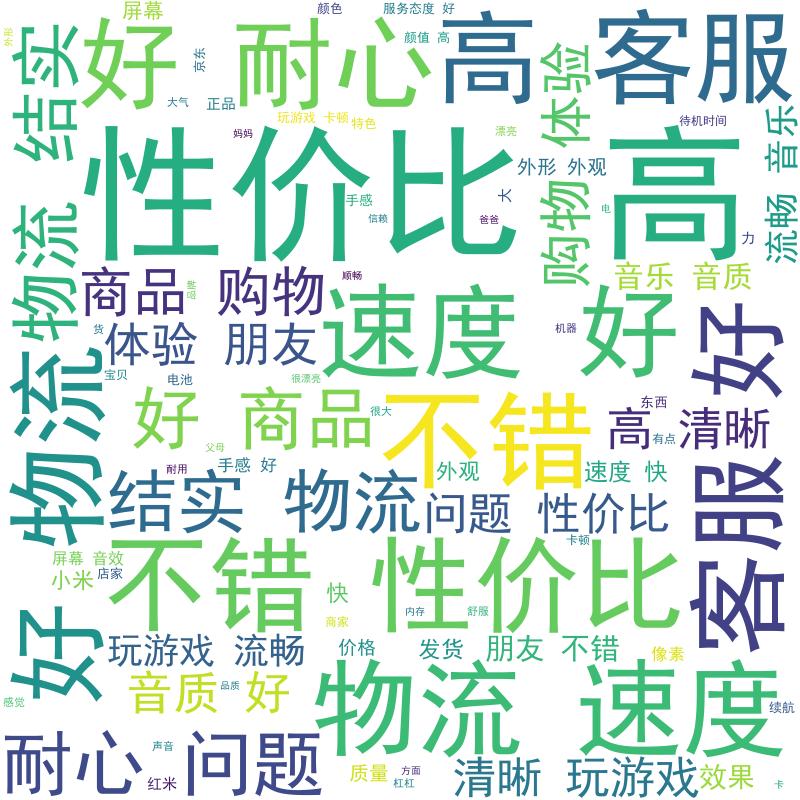 屏幕
颜色
服务态度 好
好
耐心
高
客服
颜值 高
京东
结实
体验
大气
正品
玩游戏 卡顿
特色
妈妈
漂亮
待机时间
音乐
性价比
高
外形 外观
手感
大
购物
电
信赖
爸爸
流畅
力
物流
商品 购物
顺畅
音乐 音质
速度 好
货
体验 朋友
机器
好
宝贝
电池
很漂亮
物流
好 商品
很大
不错
东西
高 清晰
有点
父母
手感 好
耐用
外观
速度 快
客服
结实 物流
问题 性价比
卡顿
屏幕 音效
小米
店家
不错 性价比
快
内存
舒服
商家
好
玩游戏 流畅
价格
发货
朋友 不错
像素
音质 好
品质
物流 速度
感觉
续航
耐心 问题
声音
红米
质量
方面
杠杠
清晰 玩游戏
效果
卡